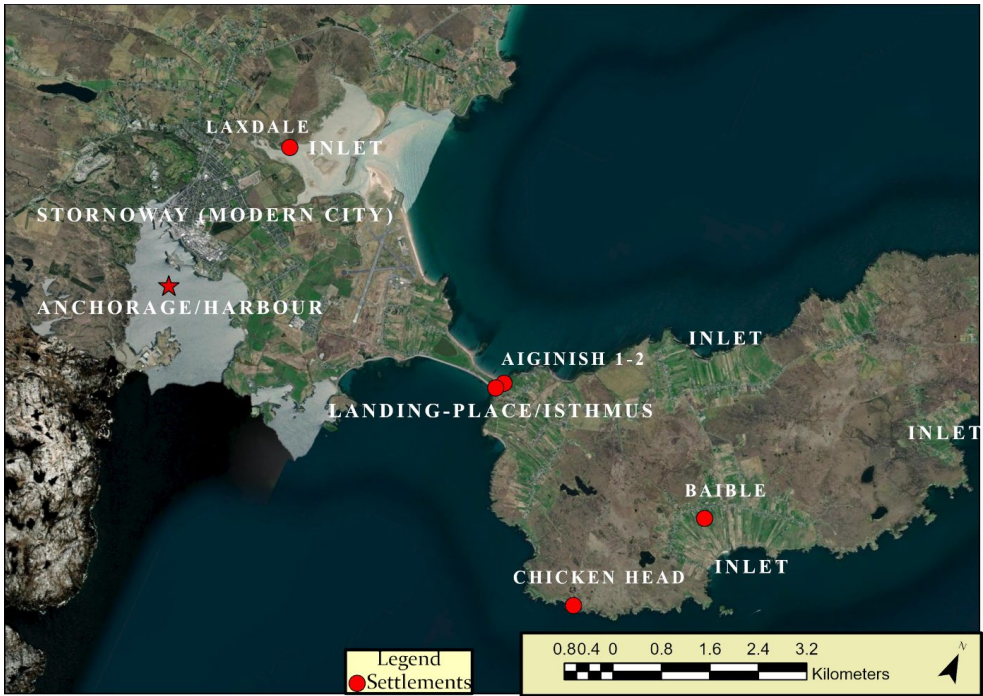 LAXDALE
INLET
STORNOWAY (MODERN CITY)
ANCHORAGE/HARBOUR
INLET
AIGINISH 1-2
LANDING-PLACE/ISTHMUS
INLET
BAIBLE
INLET
CHICKEN HEAD
Legend
Settlements
0.80.4 0 0.8 1.6 2.4 3.2
Kilometers
N